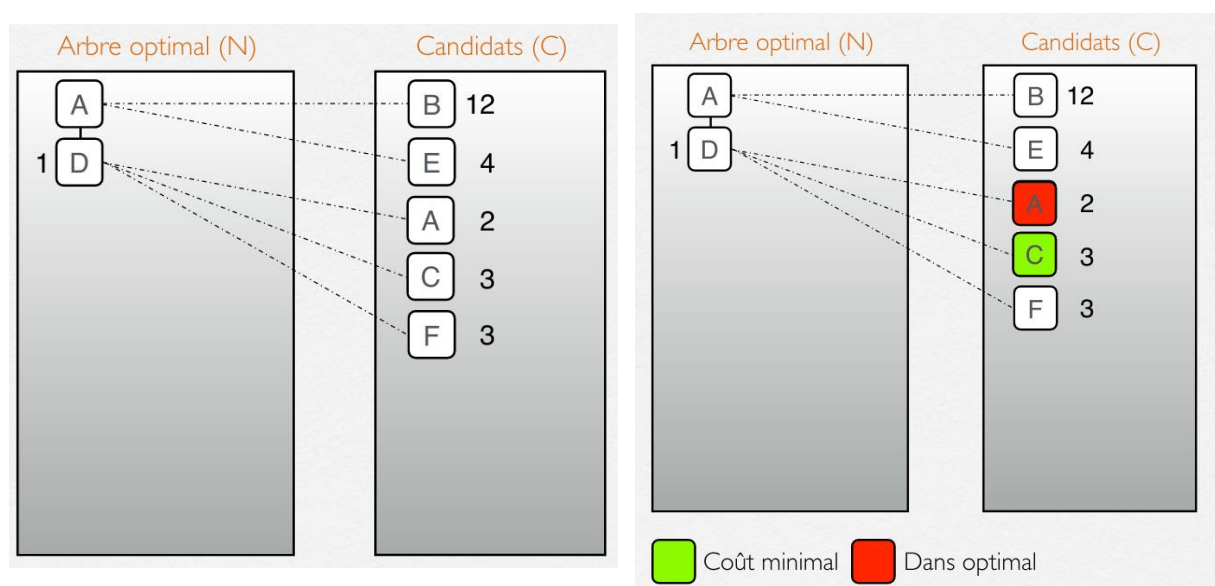 Arbre optimal (N)
Candidats (C)
A
B 12
1 D
E 4
A 2
C 3
F 3
Arbre optimal (N)
Candidats (C)
A
B 12
1 D
E 4
A 2
C 3
F 3
Coût minimal
Dans optimal